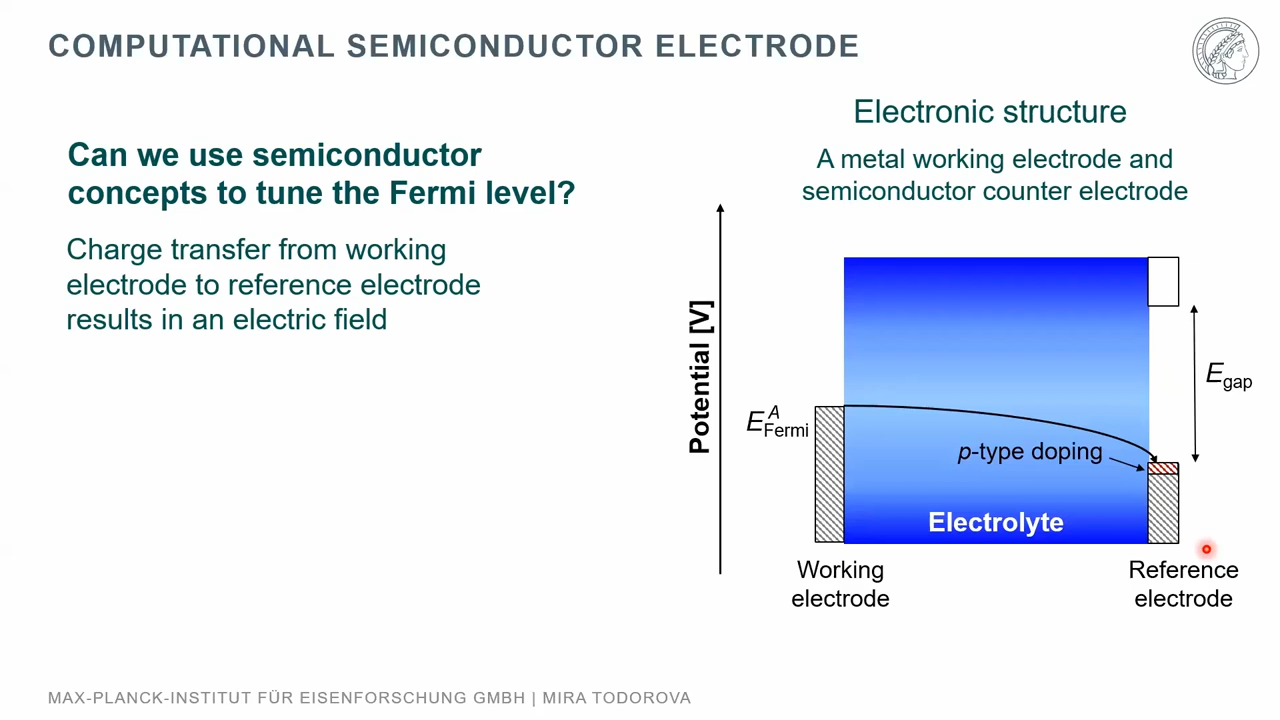 COMPUTATIONAL SEMICONDUCTOR ELECTRODE
Can we use semiconductor
concepts to tune the Fermi level?
Charge transfer from working
electrode to reference electrode
results in an electric field
Electronic structure
A metal working electrode and
semiconductor counter electrode
Potential [V]
E^A_Fermi
E_gap
p-type doping
Electrolyte
Working
electrode
Reference
electrode
MAX-PLANCK-INSTITUT FÜR EISENFORSCHUNG GMBH | MIRA TODOROVA